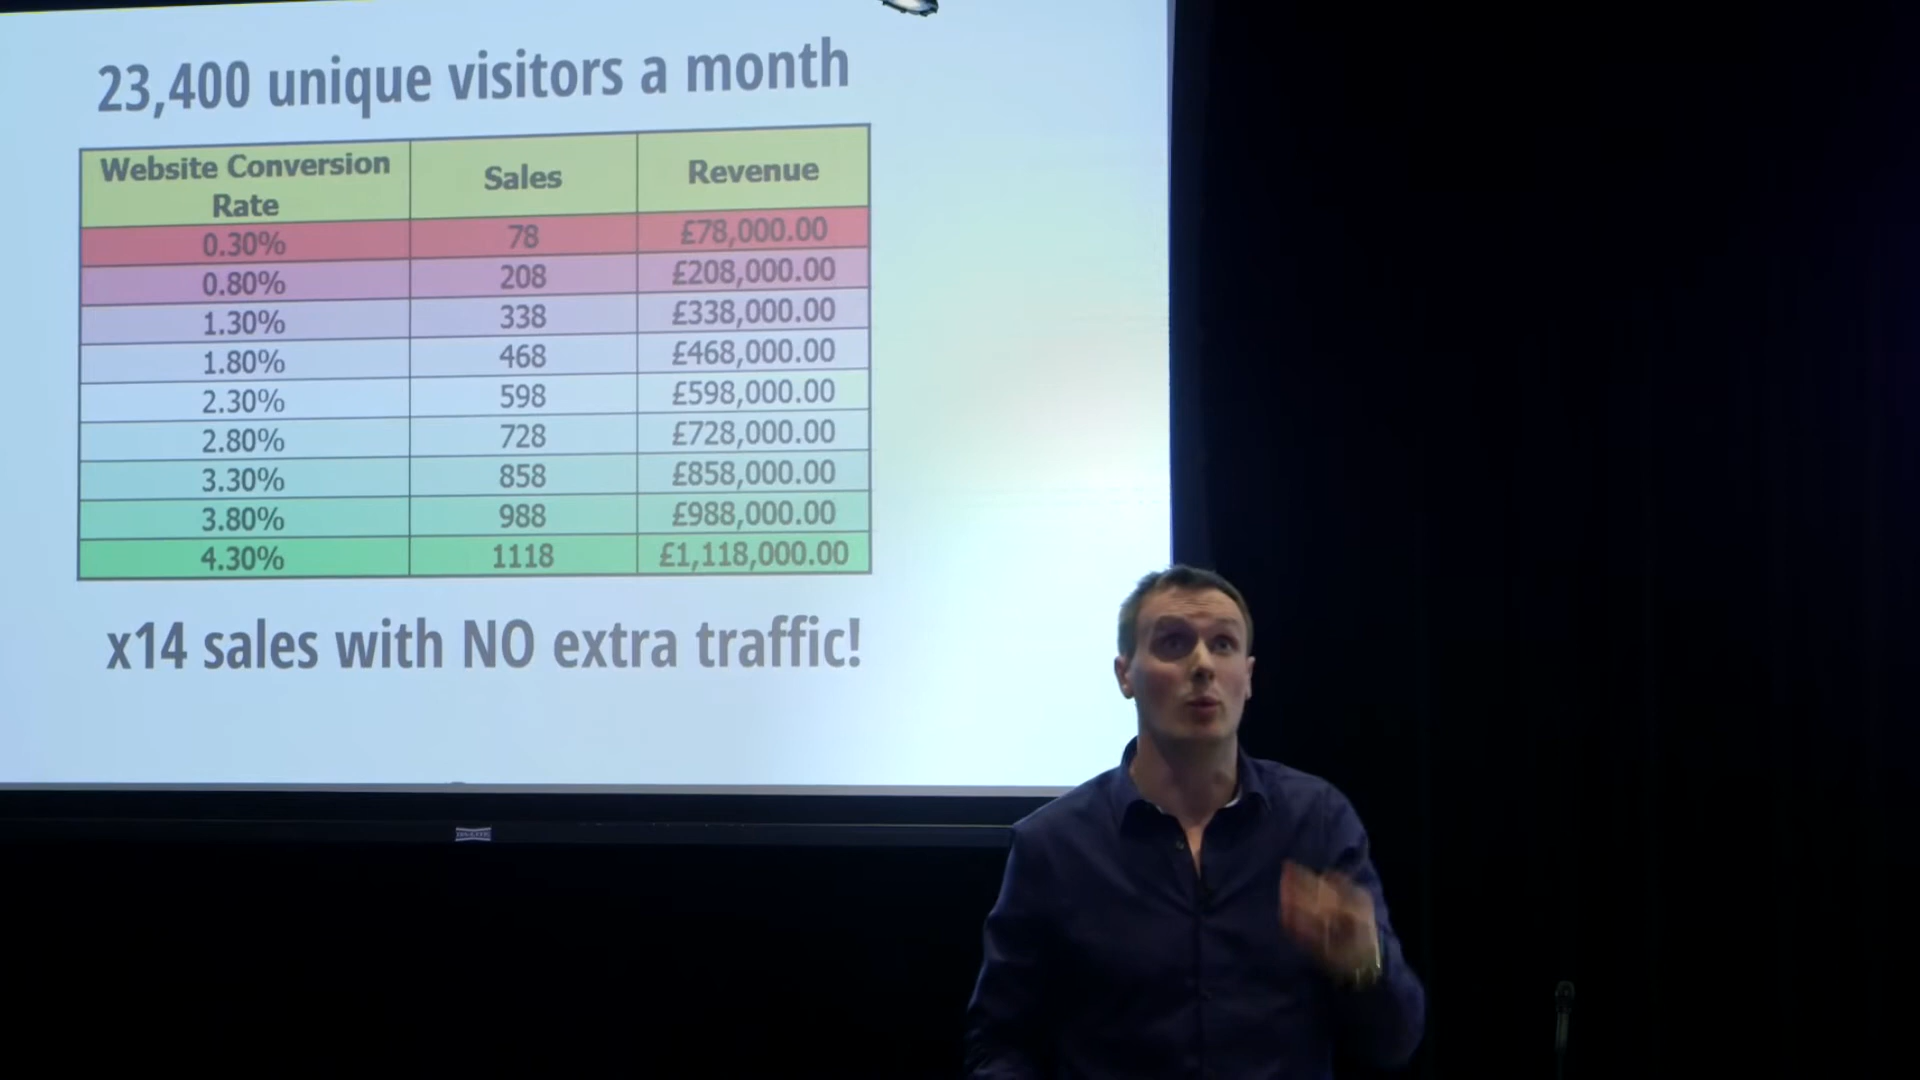 23,400 unique visitors a month
Website Conversion Rate Sales Revenue
0.30% 78 £78,000.00
0.80% 208 £208,000.00
1.30% 338 £338,000.00
1.80% 468 £468,000.00
2.30% 598 £598,000.00
2.80% 728 £728,000.00
3.30% 858 £858,000.00
3.80% 988 £988,000.00
4.30% 1118 £1,118,000.00
x14 sales with NO extra traffic!